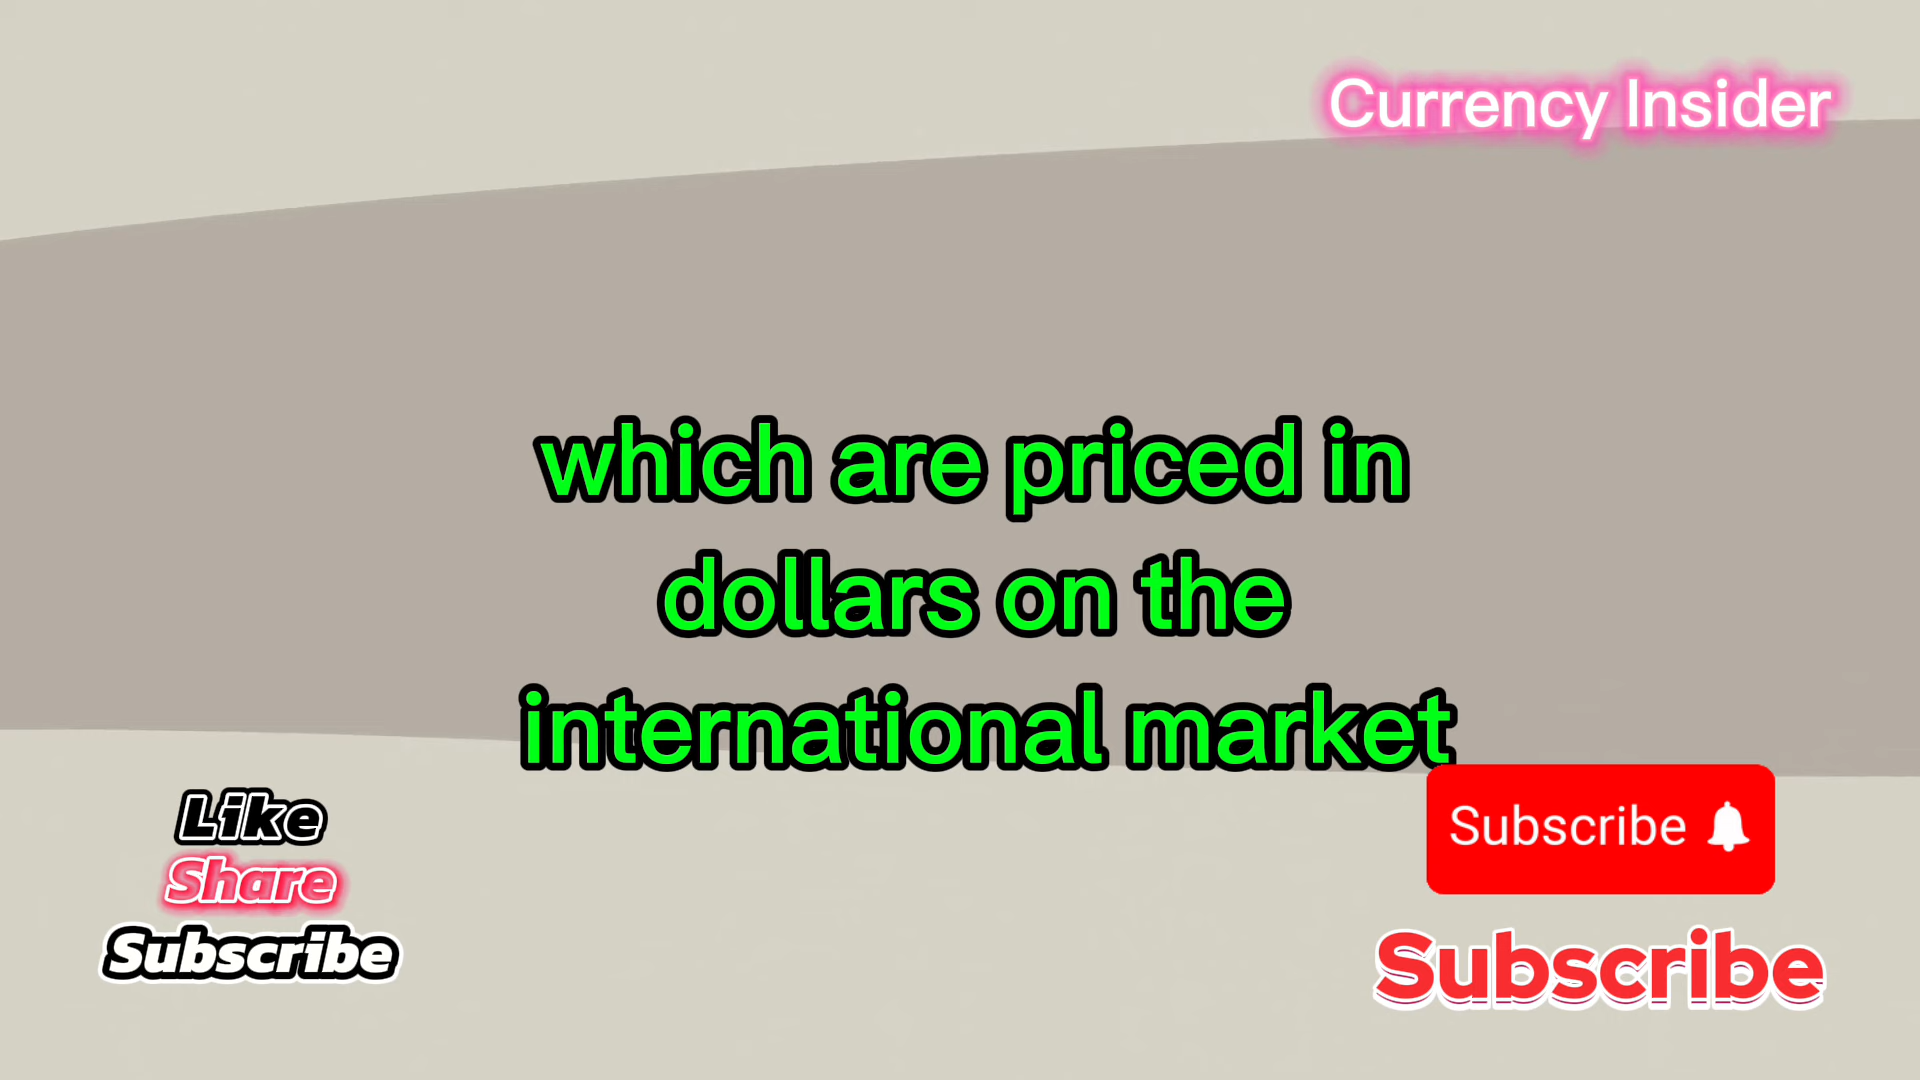 Currency Insider
which are priced in
dollars on the
international market
Like
Share
Subscribe
Subscribe
Subscribe